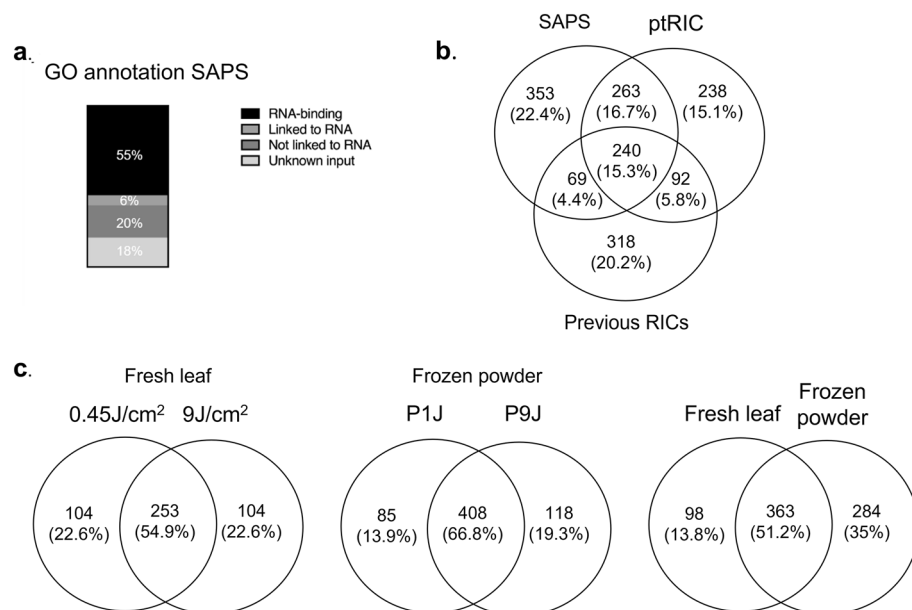 a.
GO annotation SAPS
55%
6%
20%
18%
RNA-binding
Linked to RNA
Not linked to RNA
Unknown input
b.
SAPS
ptRIC
353
(22.4%)
263
(16.7%)
238
(15.1%)
240
(15.3%)
69
(4.4%)
92
(5.8%)
318
(20.2%)
Previous RICs
c.
Fresh leaf
0.45J/cm² 9J/cm²
104
(22.6%)
253
(54.9%)
104
(22.6%)
Frozen powder
P1J P9J
85
(13.9%)
408
(66.8%)
118
(19.3%)
Fresh leaf
Frozen
powder
98
(13.8%)
363
(51.2%)
284
(35%)